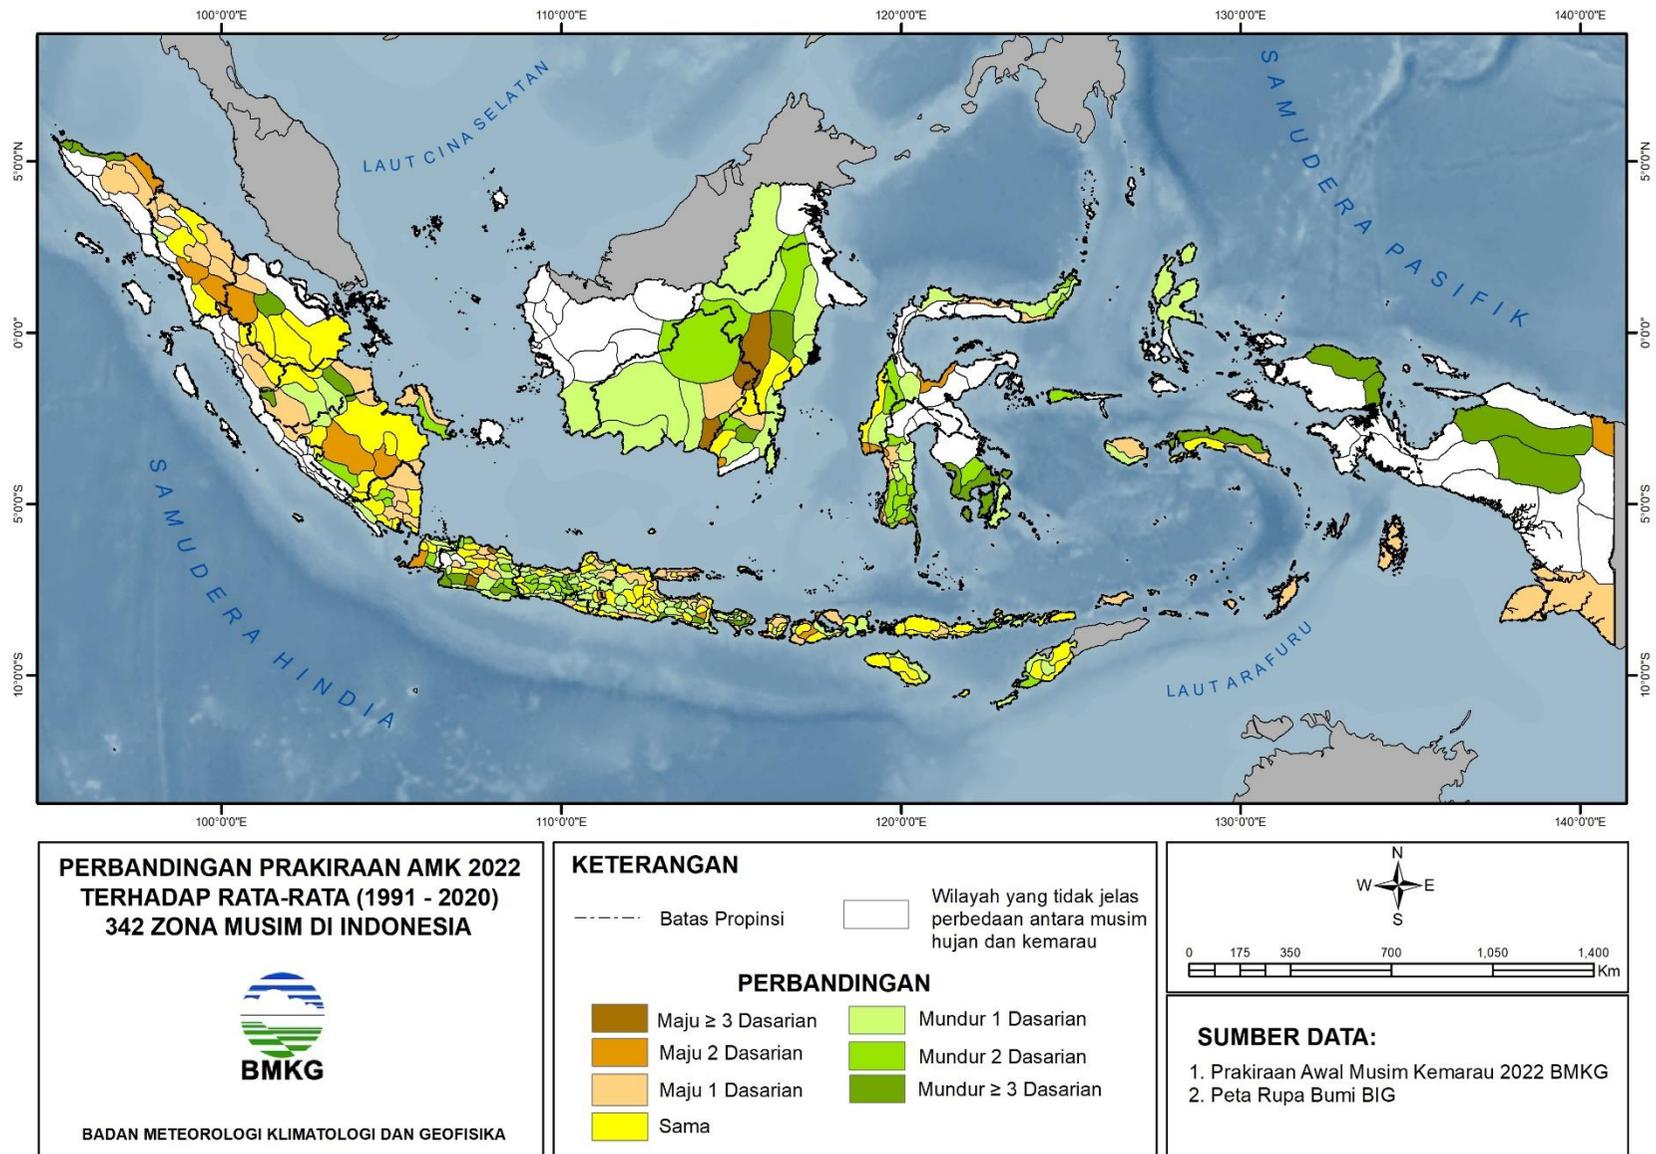 100°0'0"E 110°0'0"E 120°0'0"E 130°0'0"E 140°0'0"E
5°0'0"N 5°0'0"N
0°0'0" 0°0'0"
5°0'0"S 5°0'0"S
10°0'0"S 10°0'0"S
LAUT CINA SELATAN
SAMUDERA PASIFIK
SAMUDERA HINDIA
LAUT ARAFURU
100°0'0"E 110°0'0"E 120°0'0"E 130°0'0"E 140°0'0"E
PERBANDINGAN PRAKIRAAN AMK 2022
TERHADAP RATA-RATA (1991 - 2020)
342 ZONA MUSIM DI INDONESIA
BMKG
BADAN METEOROLOGI KLIMATOLOGI DAN GEOFISIKA
KETERANGAN
Batas Propinsi
Wilayah yang tidak jelas
perbedaan antara musim
hujan dan kemarau
PERBANDINGAN
Maju ≥ 3 Dasarian
Maju 2 Dasarian
Maju 1 Dasarian
Sama
Mundur 1 Dasarian
Mundur 2 Dasarian
Mundur ≥ 3 Dasarian
N
W E
S
0 175 350 700 1,050 1,400
Km
SUMBER DATA:
1. Prakiraan Awal Musim Kemarau 2022 BMKG
2. Peta Rupa Bumi BIG